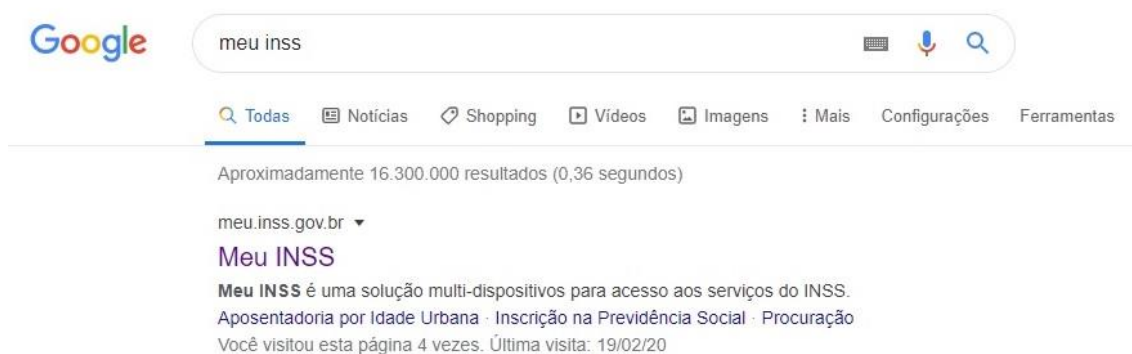 Google
meu inss
Todas Notícias Shopping Vídeos Imagens Mais Configurações Ferramentas
Aproximadamente 16.300.000 resultados (0,36 segundos)
meu.inss.gov.br
Meu INSS
Meu INSS é uma solução multi-dispositivos para acesso aos serviços do INSS.
Aposentadoria por Idade Urbana · Inscrição na Previdência Social · Procuração
Você visitou esta página 4 vezes. Última visita: 19/02/20